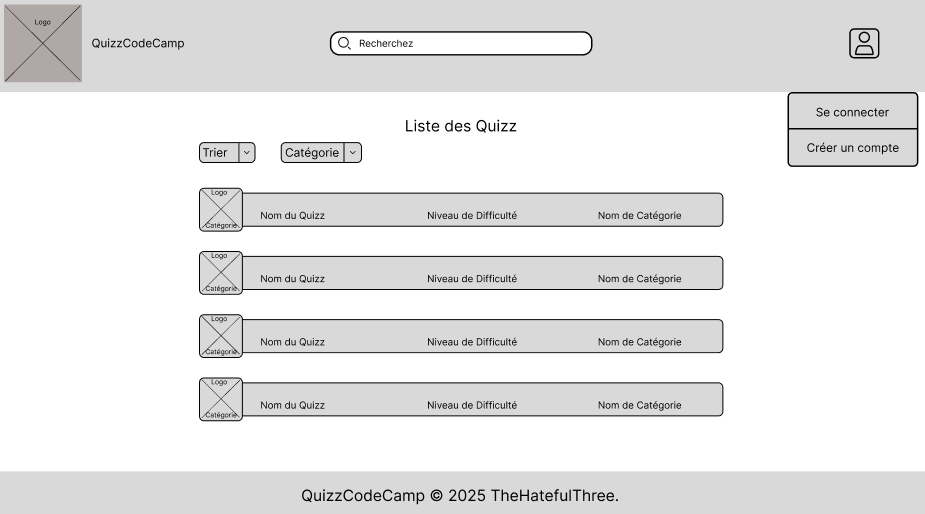 Logo
QuizzCodeCamp
Recherchez
Se connecter
Créer un compte
Liste des Quizz
Trier
Catégorie
Logo
Catégorie
Nom du Quizz
Niveau de Difficulté
Nom de Catégorie
Logo
Catégorie
Nom du Quizz
Niveau de Difficulté
Nom de Catégorie
Logo
Catégorie
Nom du Quizz
Niveau de Difficulté
Nom de Catégorie
Logo
Catégorie
Nom du Quizz
Niveau de Difficulté
Nom de Catégorie
QuizzCodeCamp © 2025 TheHatefulThree.